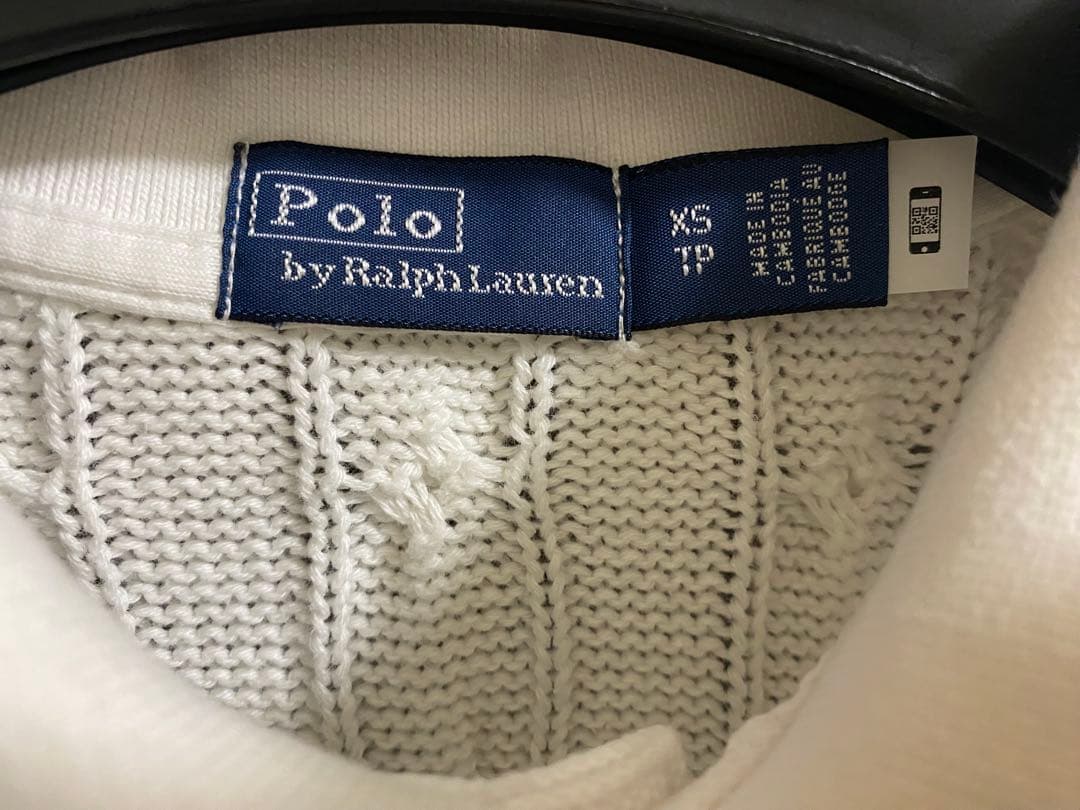 Polo
by Ralph Lauren
XS
TP
MADE IN
CAMBODIA
FABRIQUÉ AU
CAMBODGE